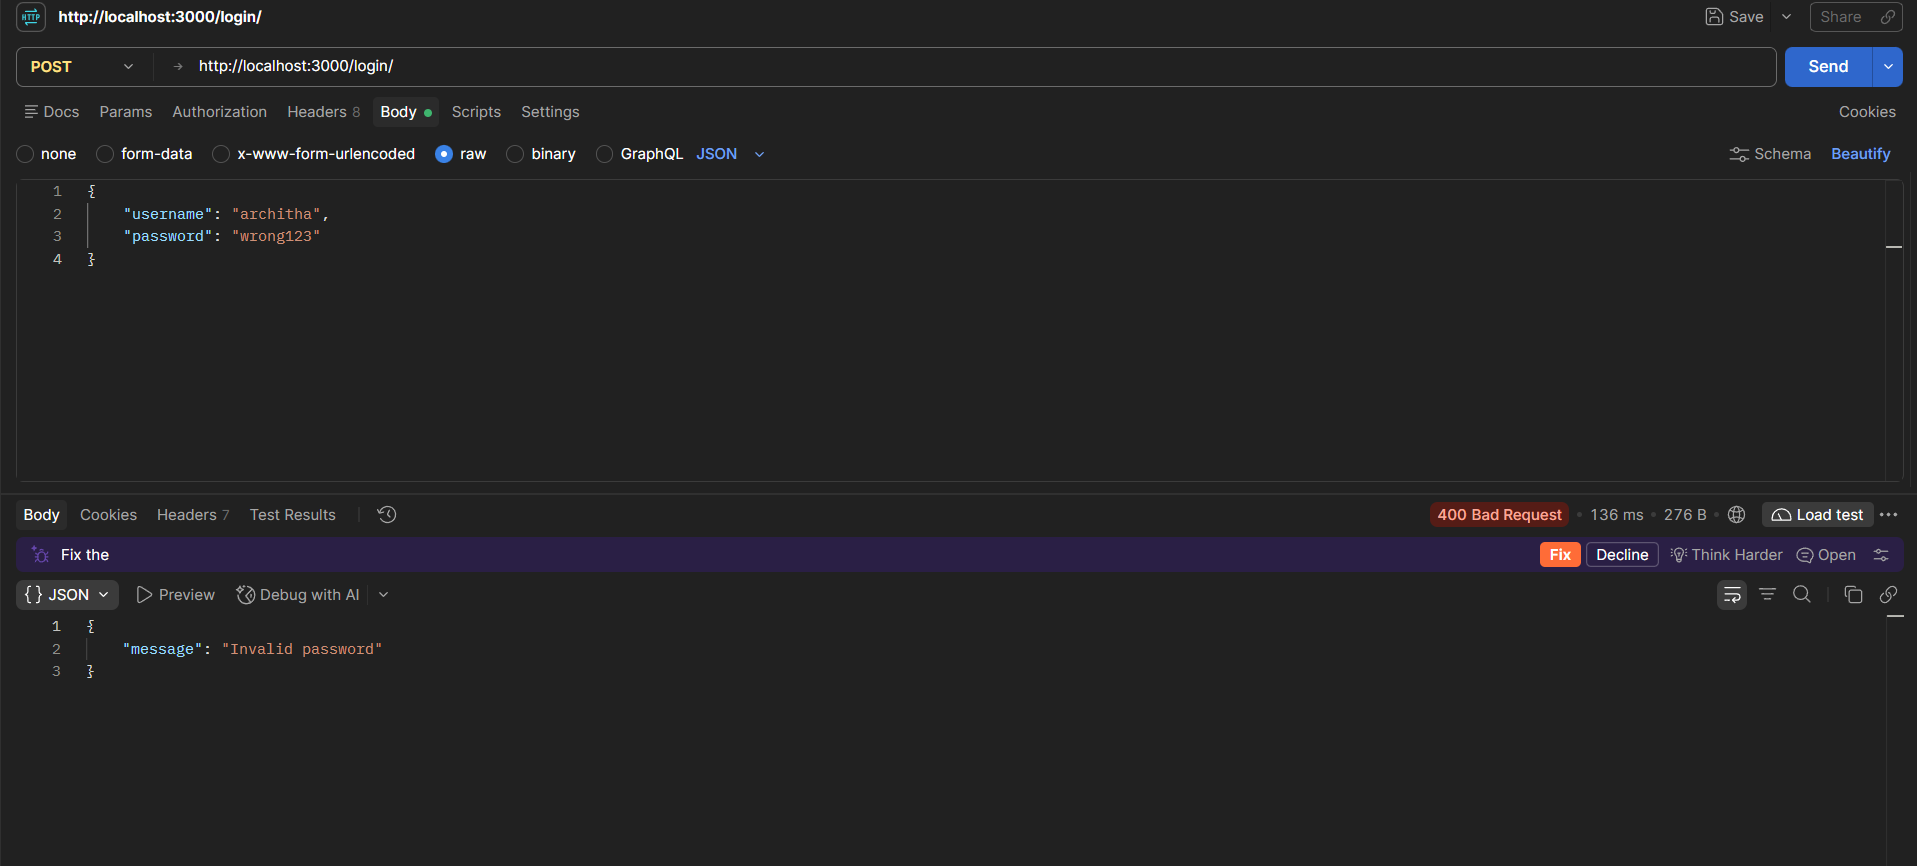 HTTP http://localhost:3000/login/ Save Share
POST → http://localhost:3000/login/ Send
Docs Params Authorization Headers 8 Body Scripts Settings Cookies
none form-data x-www-form-urlencoded raw binary GraphQL JSON Schema Beautify
1 {
2 "username": "architha",
3 "password": "wrong123"
4 }
Body Cookies Headers 7 Test Results 400 Bad Request • 136 ms • 276 B • Load test
Fix the Fix Decline Think Harder Open
{} JSON Preview Debug with AI
1 {
2 "message": "Invalid password"
3 }